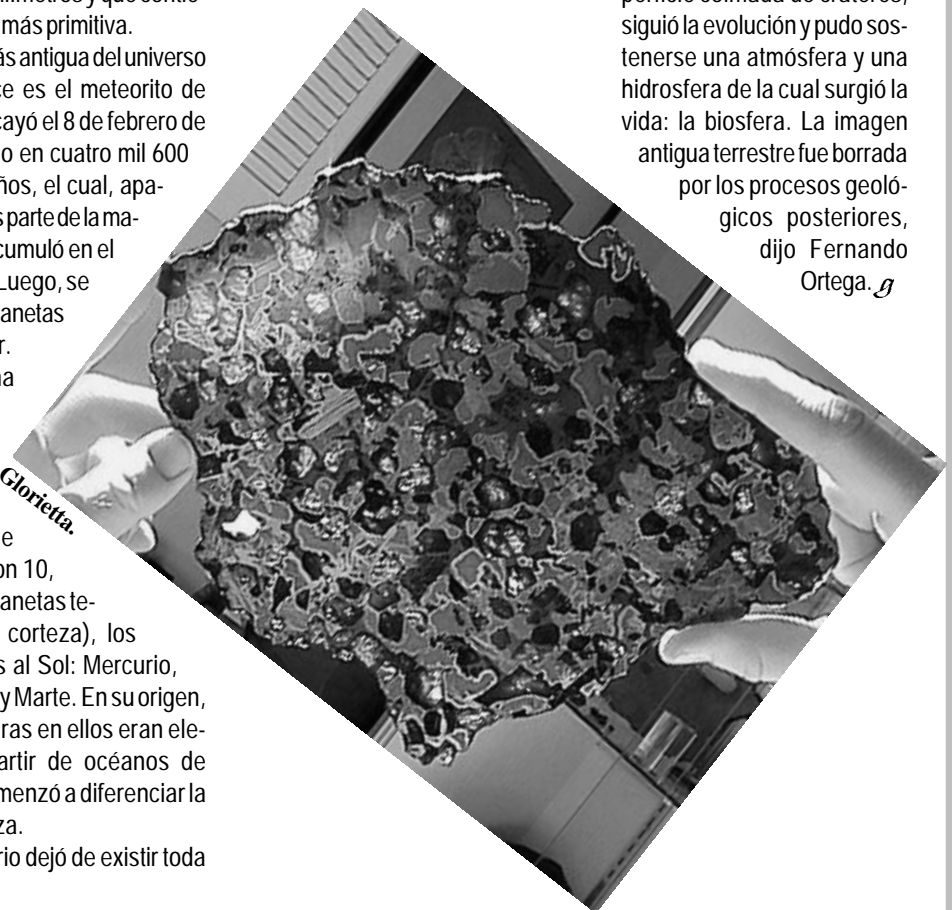 más primitiva.
ás antigua del universo
ce es el meteorito de
cayó el 8 de febrero de
o en cuatro mil 600
ños, el cual, apa-
s parte de la ma-
cumuló en el
Luego, se
anetas
r.
na
Glorietta.
e
on 10,
anetas te-
corteza), los
s al Sol: Mercurio,
y Marte. En su origen,
ras en ellos eran ele-
artir de océanos de
menzó a diferenciar la
za.
rio dejó de existir toda
perficie colmada de cráteres,
siguió la evolución y pudo sos-
tenerse una atmósfera y una
hidrosfera de la cual surgió la
vida: la biosfera. La imagen
antigua terrestre fue borrada
por los procesos geoló-
gicos posteriores,
dijo Fernando
Ortega. g